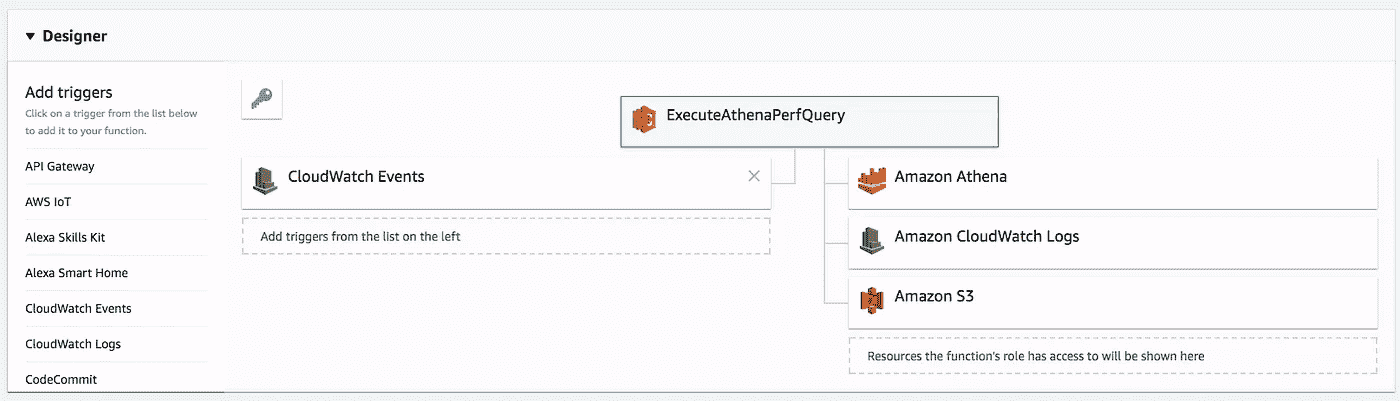 Designer
Add triggers
Click on a trigger from the list below
to add it to your function.
API Gateway
AWS IoT
Alexa Skills Kit
Alexa Smart Home
CloudWatch Events
CloudWatch Logs
CodeCommit
ExecuteAthenaPerfQuery
CloudWatch Events
Add triggers from the list on the left
Amazon Athena
Amazon CloudWatch Logs
Amazon S3
Resources the function's role has access to will be shown here